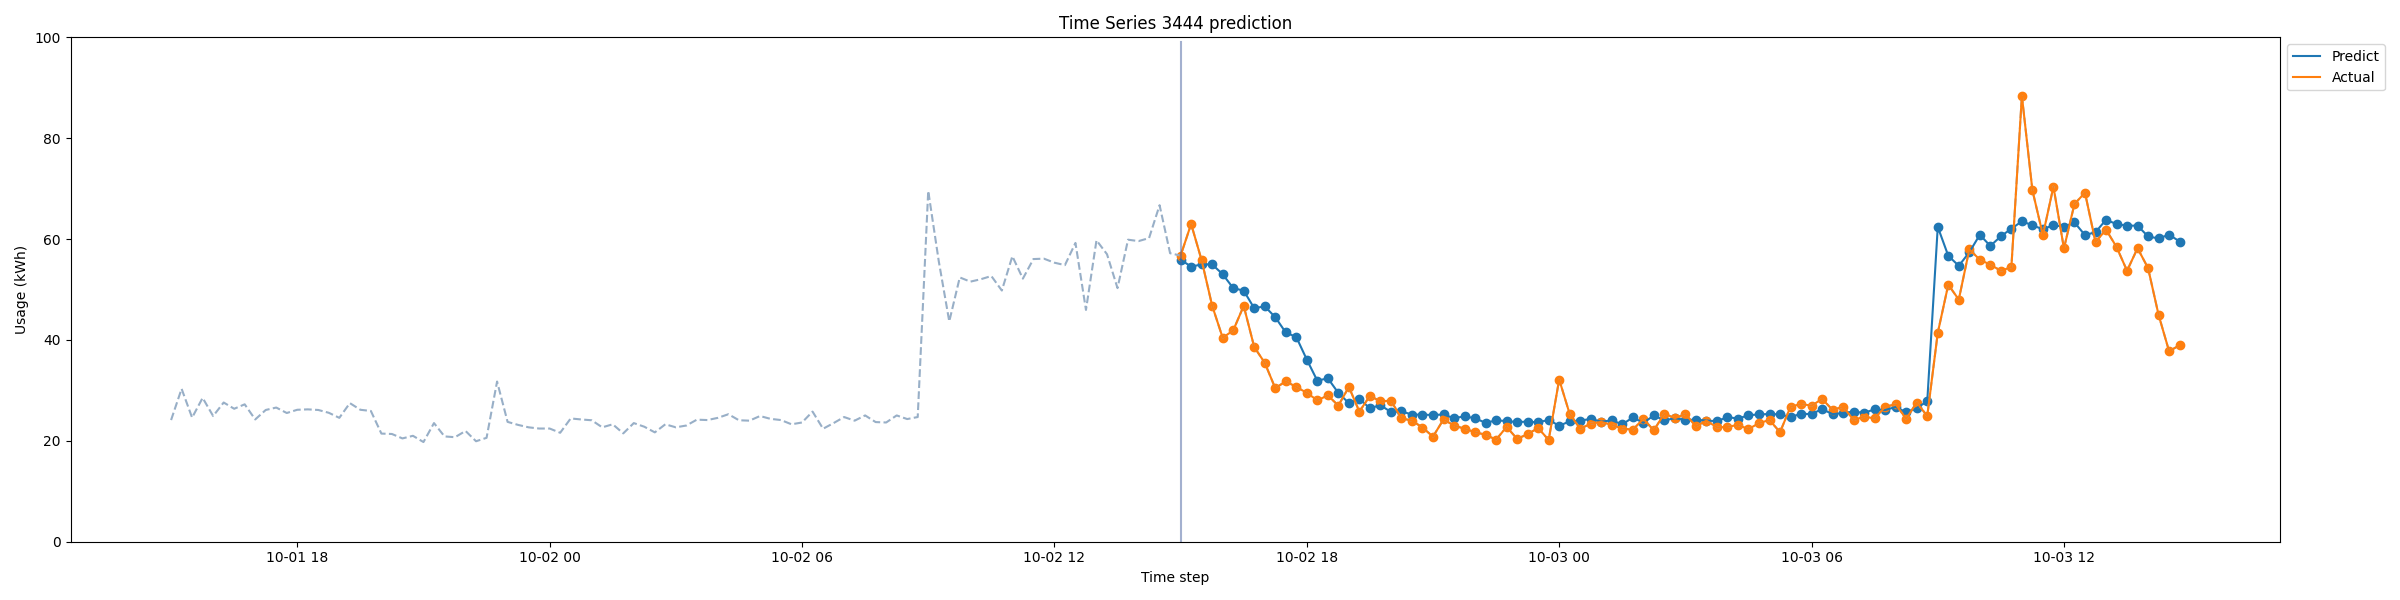 Time Series 3444 prediction
100
80
60
40
20
0
Usage (kWh)
10-01 18
10-02 00
10-02 06
10-02 12
10-02 18
10-03 00
10-03 06
10-03 12
Time step
Predict
Actual